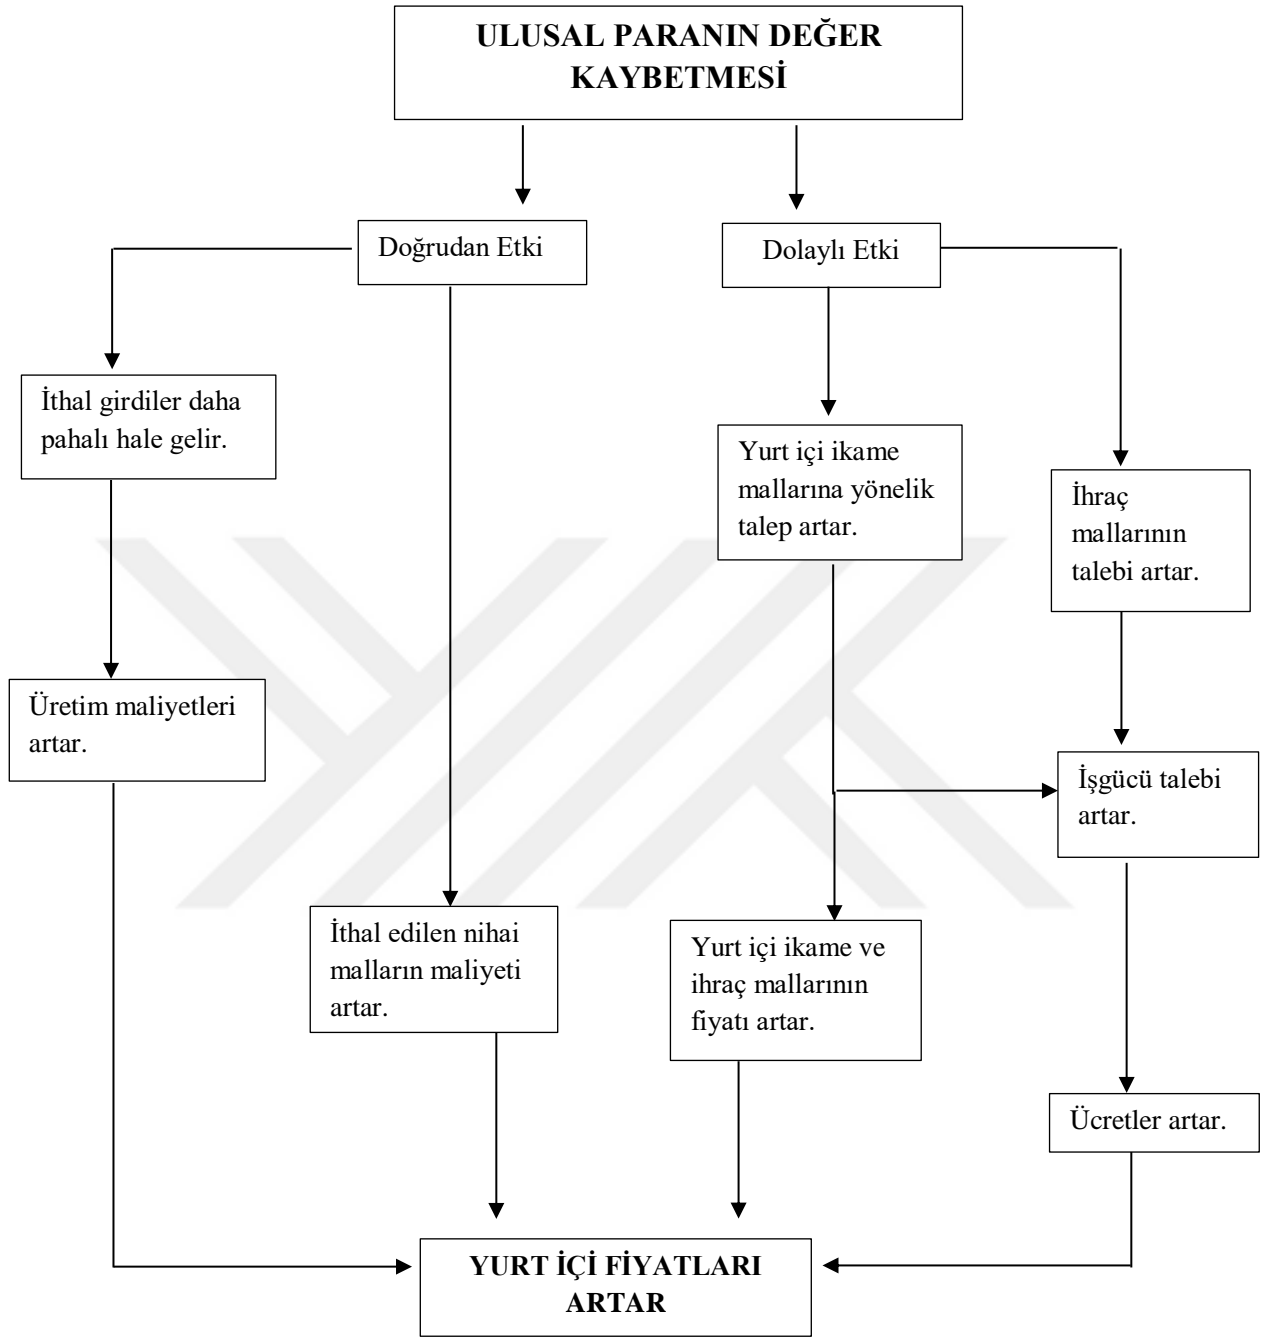 ULUSAL PARANIN DEĞER
KAYBETMESİ
Doğrudan Etki
Dolaylı Etki
İthal girdiler daha
pahalı hale gelir.
Yurt içi ikame
mallarına yönelik
talep artar.
İhraç
mallarının
talebi artar.
Üretim maliyetleri
artar.
İşgücü talebi
artar.
İthal edilen nihai
malların maliyeti
artar.
Yurt içi ikame ve
ihraç mallarının
fiyatı artar.
Ücretler artar.
YURT İÇİ FİYATLARI
ARTAR